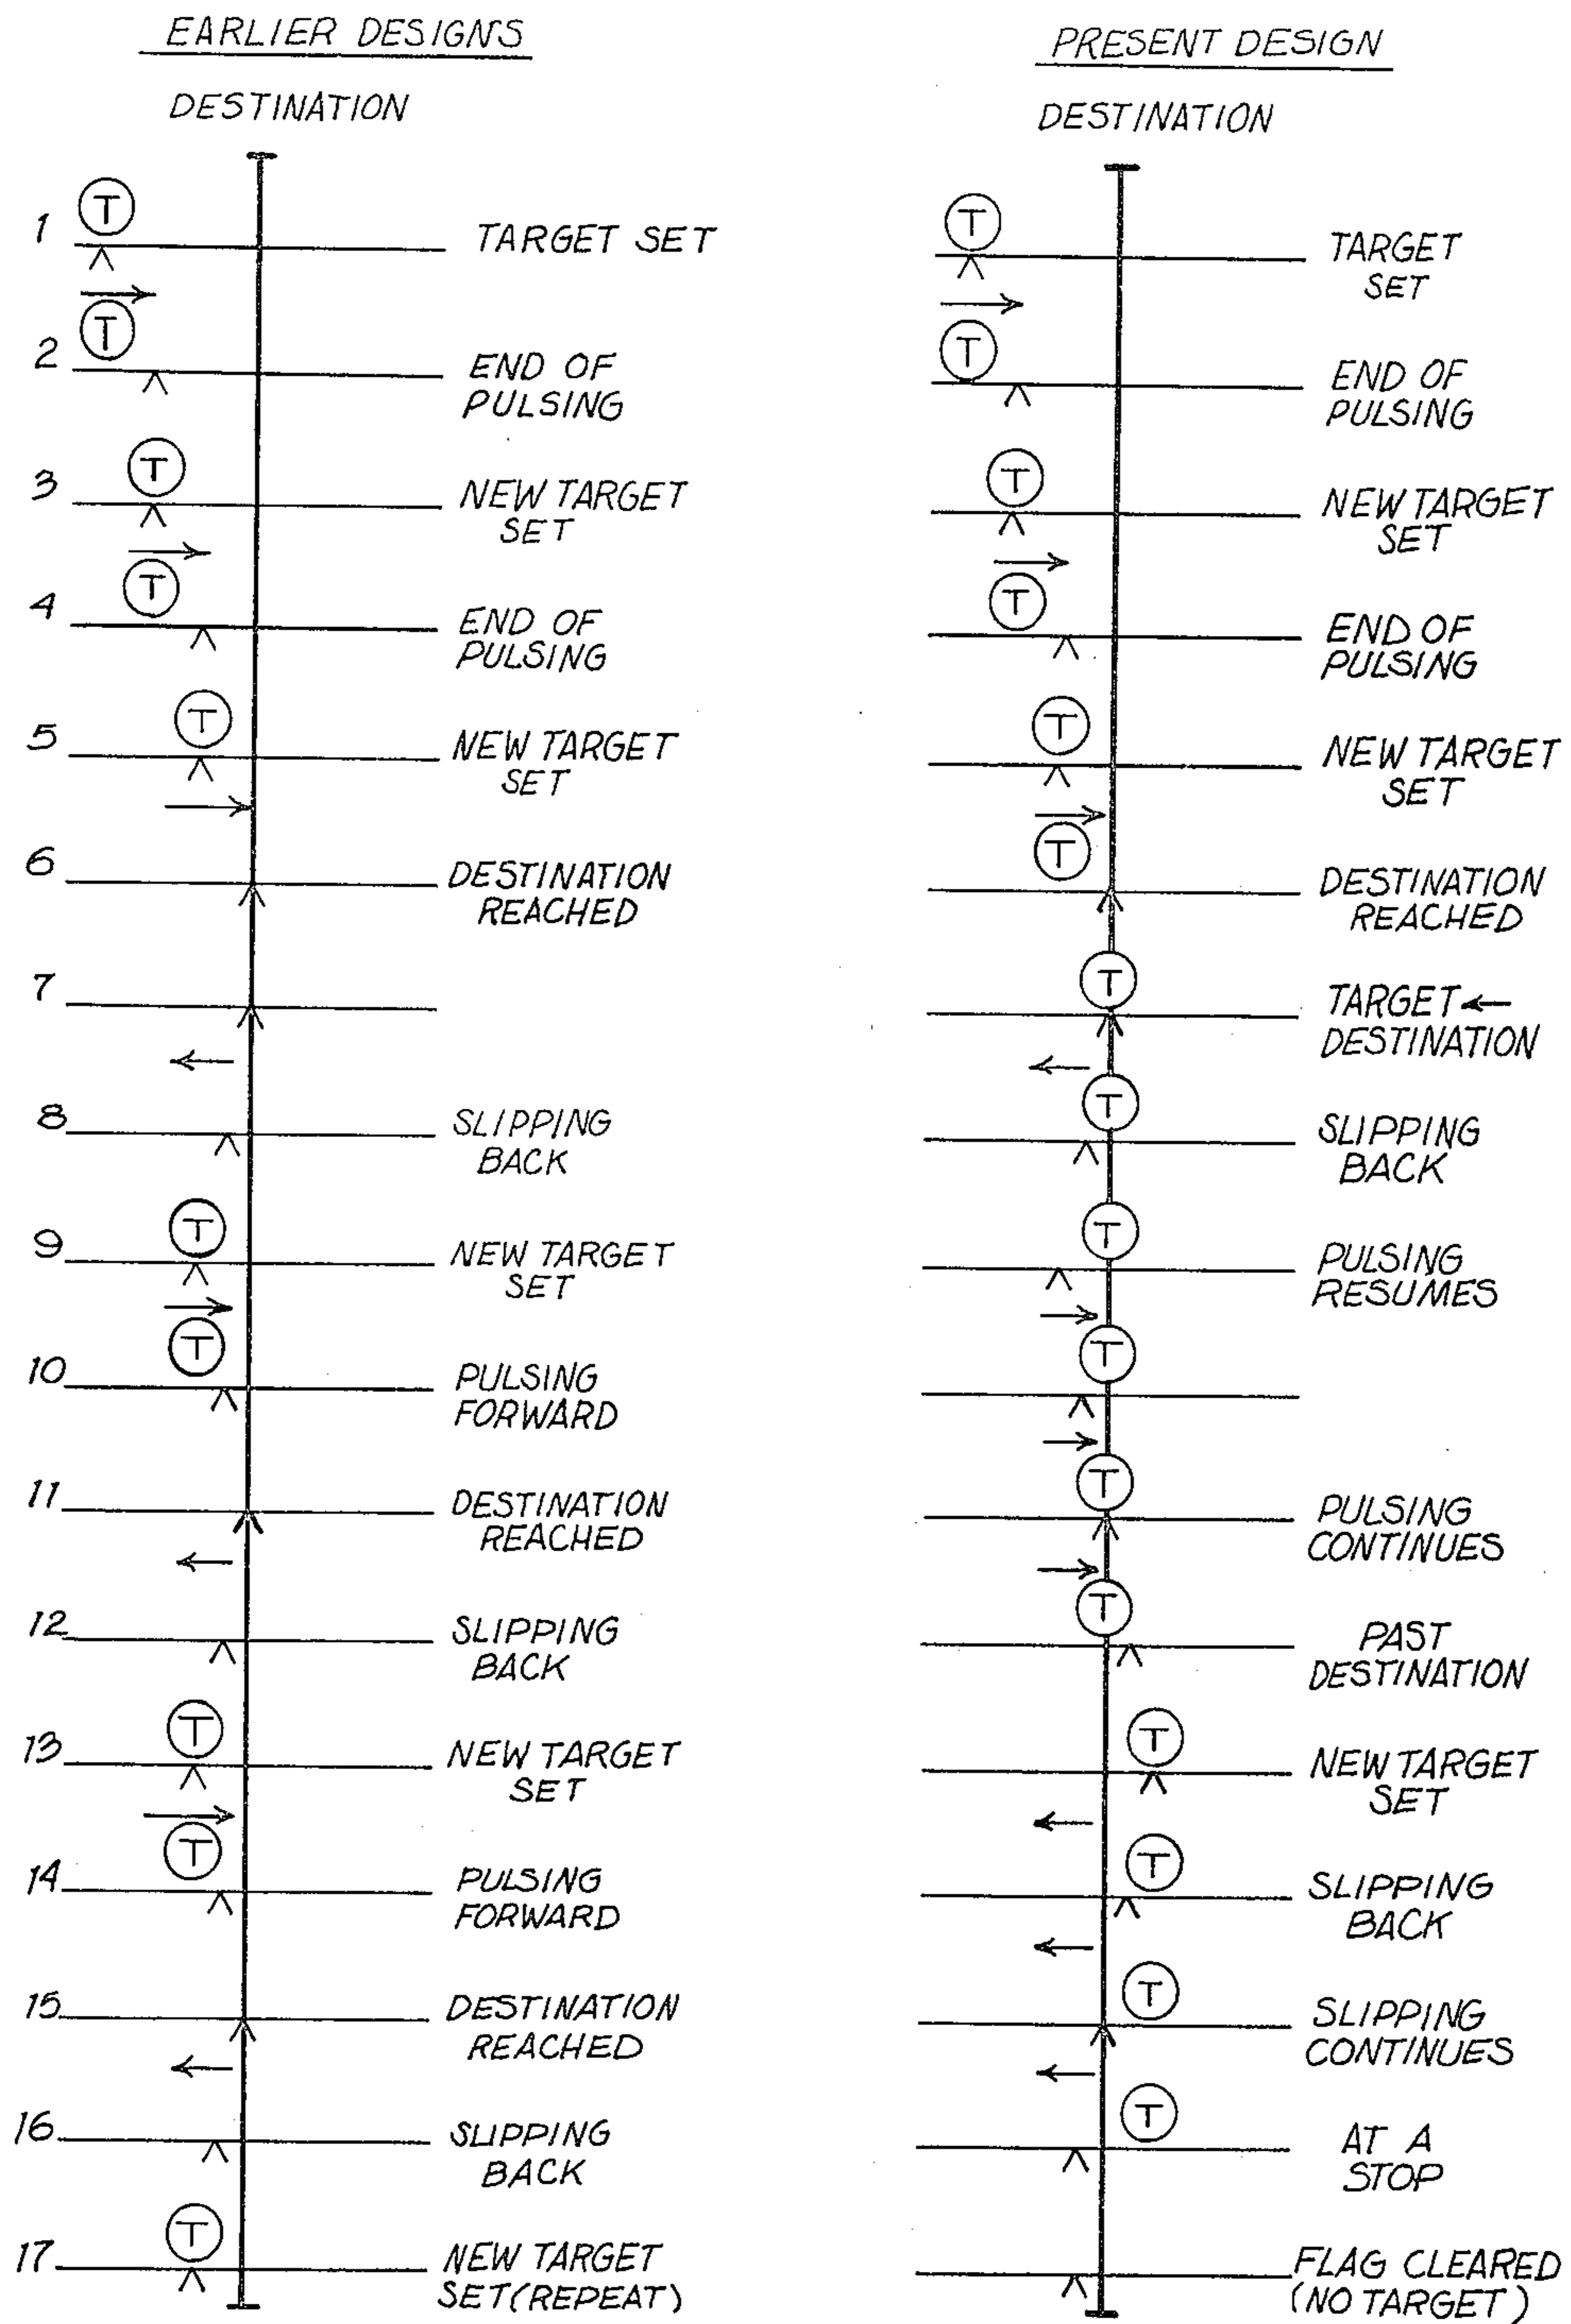 EARLIER DESIGNS
DESTINATION
1
T
TARGET SET
T
2
END OF
PULSING
T
3
NEW TARGET
SET
T
4
END OF
PULSING
T
5
NEW TARGET
SET
6
DESTINATION
REACHED
7
8
SLIPPING
BACK
T
9
NEW TARGET
SET
T
10
PULSING
FORWARD
11
DESTINATION
REACHED
12
SLIPPING
BACK
T
13
NEW TARGET
SET
T
14
PULSING
FORWARD
15
DESTINATION
REACHED
16
SLIPPING
BACK
T
17
NEW TARGET
SET (REPEAT)
PRESENT DESIGN
DESTINATION
T
TARGET
SET
T
END OF
PULSING
T
NEW TARGET
SET
T
END OF
PULSING
T
NEW TARGET
SET
T
DESTINATION
REACHED
T
TARGET ←
DESTINATION
T
SLIPPING
BACK
T
PULSING
RESUMES
T
T
PULSING
CONTINUES
T
PAST
DESTINATION
T
NEW TARGET
SET
T
SLIPPING
BACK
T
SLIPPING
CONTINUES
T
AT A
STOP
FLAG CLEARED
(NO TARGET)